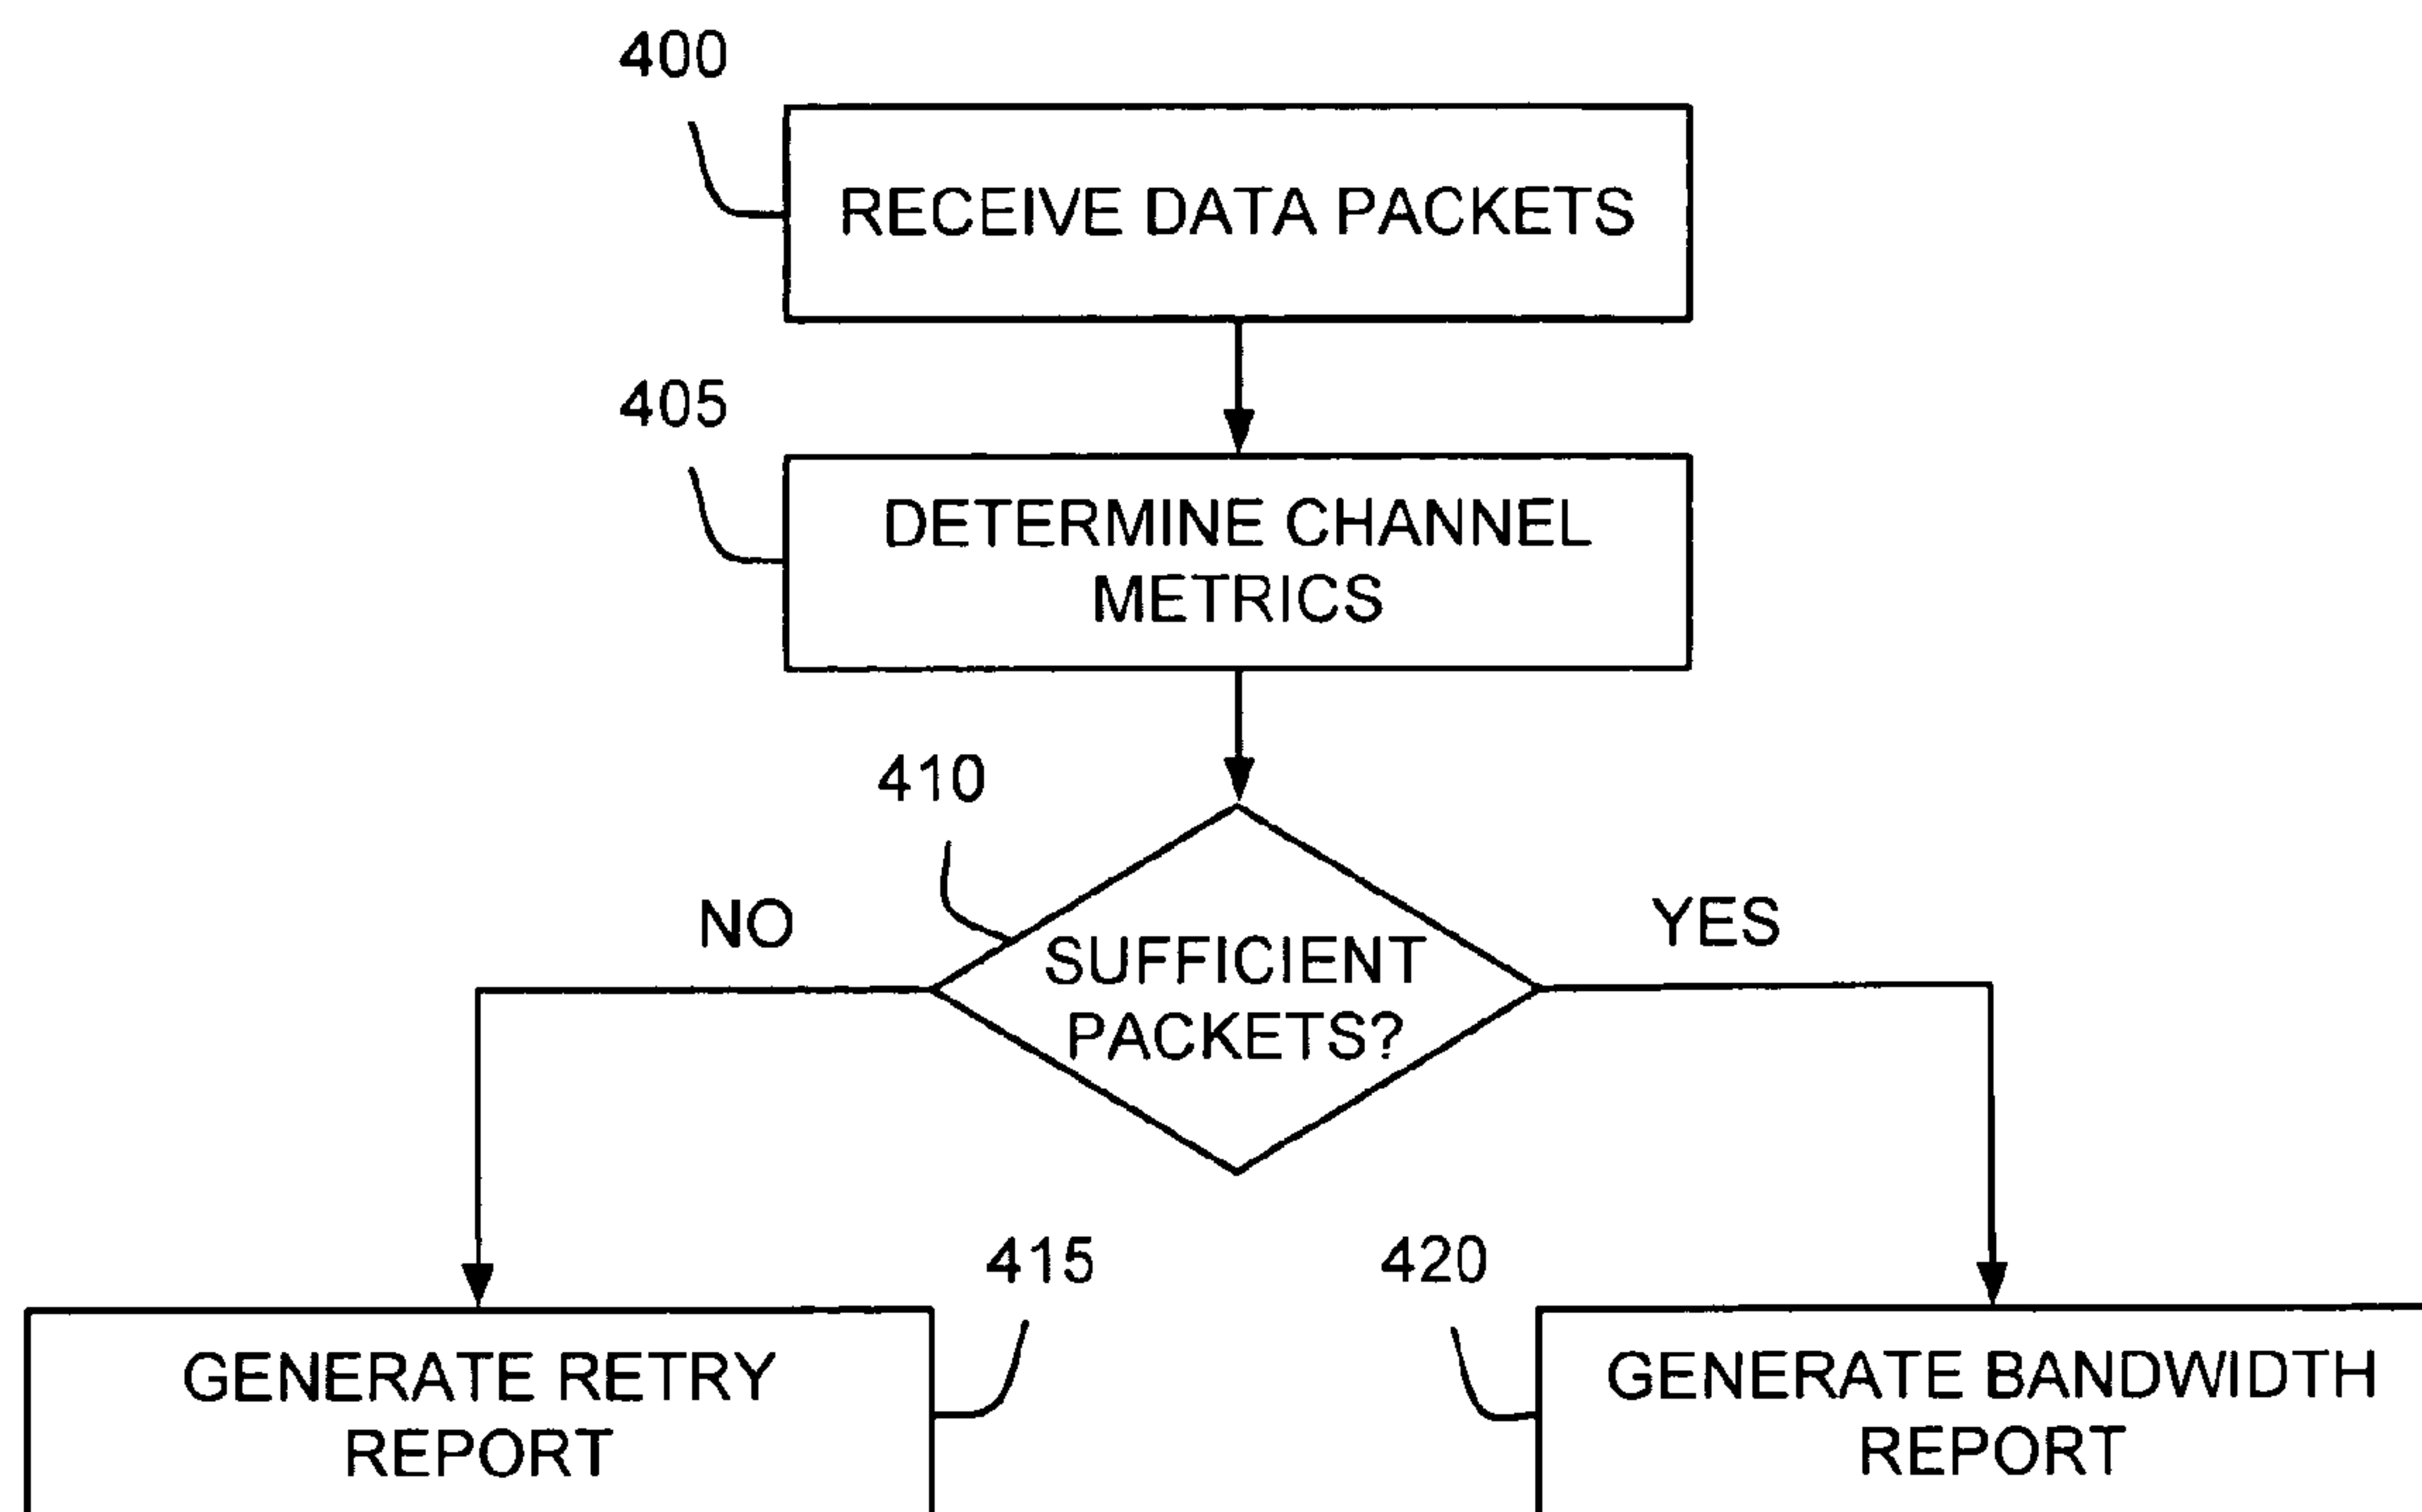 400
RECEIVE DATA PACKETS
405
DETERMINE CHANNEL
METRICS
410
NO
YES
SUFFICIENT
PACKETS?
415
420
GENERATE RETRY
REPORT
GENERATE BANDWIDTH
REPORT